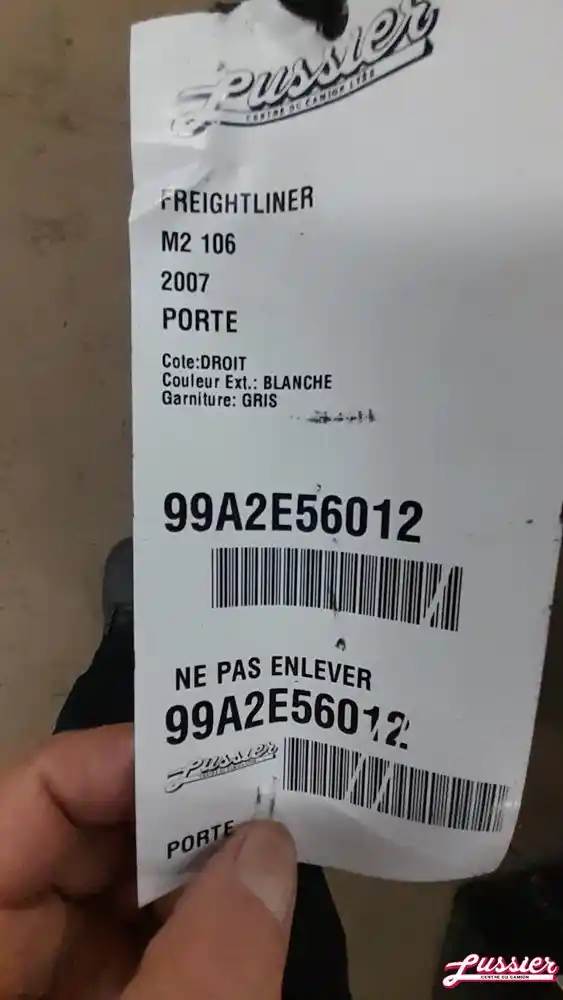 Lussier
CENTRE DU CAMION LTÉE
FREIGHTLINER
M2 106
2007
PORTE
Cote:DROIT
Couleur Ext.: BLANCHE
Garniture: GRIS
99A2E56012
NE PAS ENLEVER
99A2E56012
Lussier
PORTE
Lussier
CENTRE DU CAMION